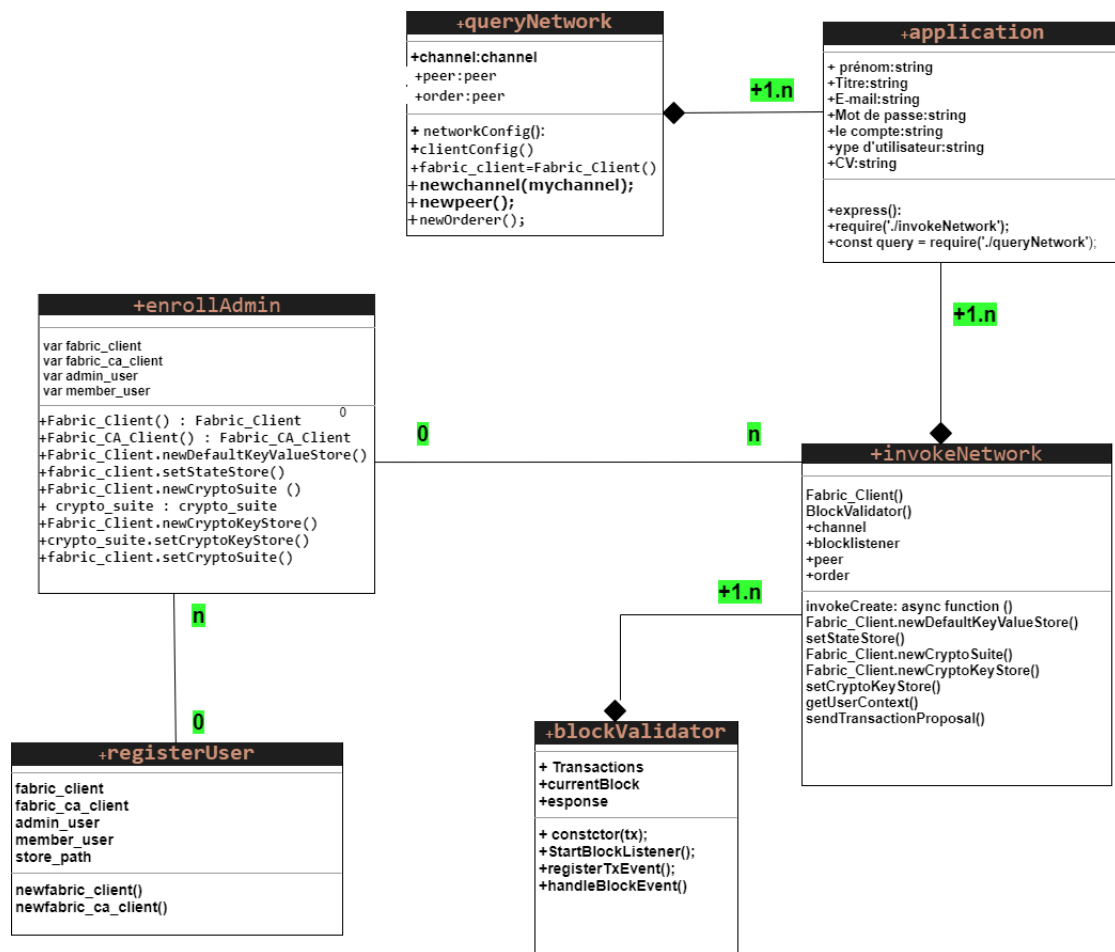 +queryNetwork
+channel:channel
+peer:peer
+order:peer
+ networkConfig():
+clientConfig()
+fabric_client=Fabric_Client()
+newchannel(mychannel);
+newpeer();
+newOrderer();
+1.n
+application
+ prénom:string
+Titre:string
+E-mail:string
+Mot de passe:string
+le compte:string
+ype d'utilisateur:string
+CV:string
+express():
+require('./invokeNetwork');
+const query = require('./queryNetwork');
+1.n
+enrollAdmin
var fabric_client
var fabric_ca_client
var admin_user
var member_user
0
+Fabric_Client() : Fabric_Client
+Fabric_CA_Client() : Fabric_CA_Client
+Fabric_Client.newDefaultKeyValueStore()
+fabric_client.setStateStore()
+Fabric_Client.newCryptoSuite ()
+ crypto_suite : crypto_suite
+Fabric_Client.newCryptoKeyStore()
+crypto_suite.setCryptoKeyStore()
+fabric_client.setCryptoSuite()
0
n
+invokeNetwork
Fabric_Client()
BlockValidator()
+channel
+blocklistener
+peer
+order
invokeCreate: async function ()
Fabric_Client.newDefaultKeyValueStore()
setStateStore()
Fabric_Client.newCryptoSuite()
Fabric_Client.newCryptoKeyStore()
setCryptoKeyStore()
getUserContext()
sendTransactionProposal()
+1.n
n
0
+registerUser
fabric_client
fabric_ca_client
admin_user
member_user
store_path
newfabric_client()
newfabric_ca_client()
+blockValidator
+ Transactions
+currentBlock
+esponse
+ constctor(tx);
+StartBlockListener();
+registerTxEvent();
+handleBlockEvent()